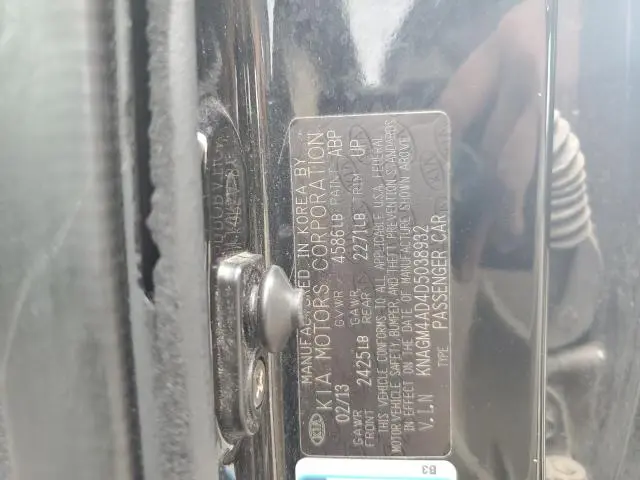 MANUFACTURED IN KOREA BY
KIA KIA MOTORS CORPORATION
02/13 GVWR 4586LB PAINT ABP
GAWR FRONT 2425LB GAWR REAR 2271LB TRIM UP
THIS VEHICLE CONFORMS TO ALL APPLICABLE U.S.A. FEDERAL
MOTOR VEHICLE SAFETY, BUMPER, AND THEFT PREVENTION STANDARDS
IN EFFECT ON THE DATE OF MANUFACTURE SHOWN ABOVE
V.I.N KNAGM4AD4D5038932
TYPE PASSENGER CAR
B3